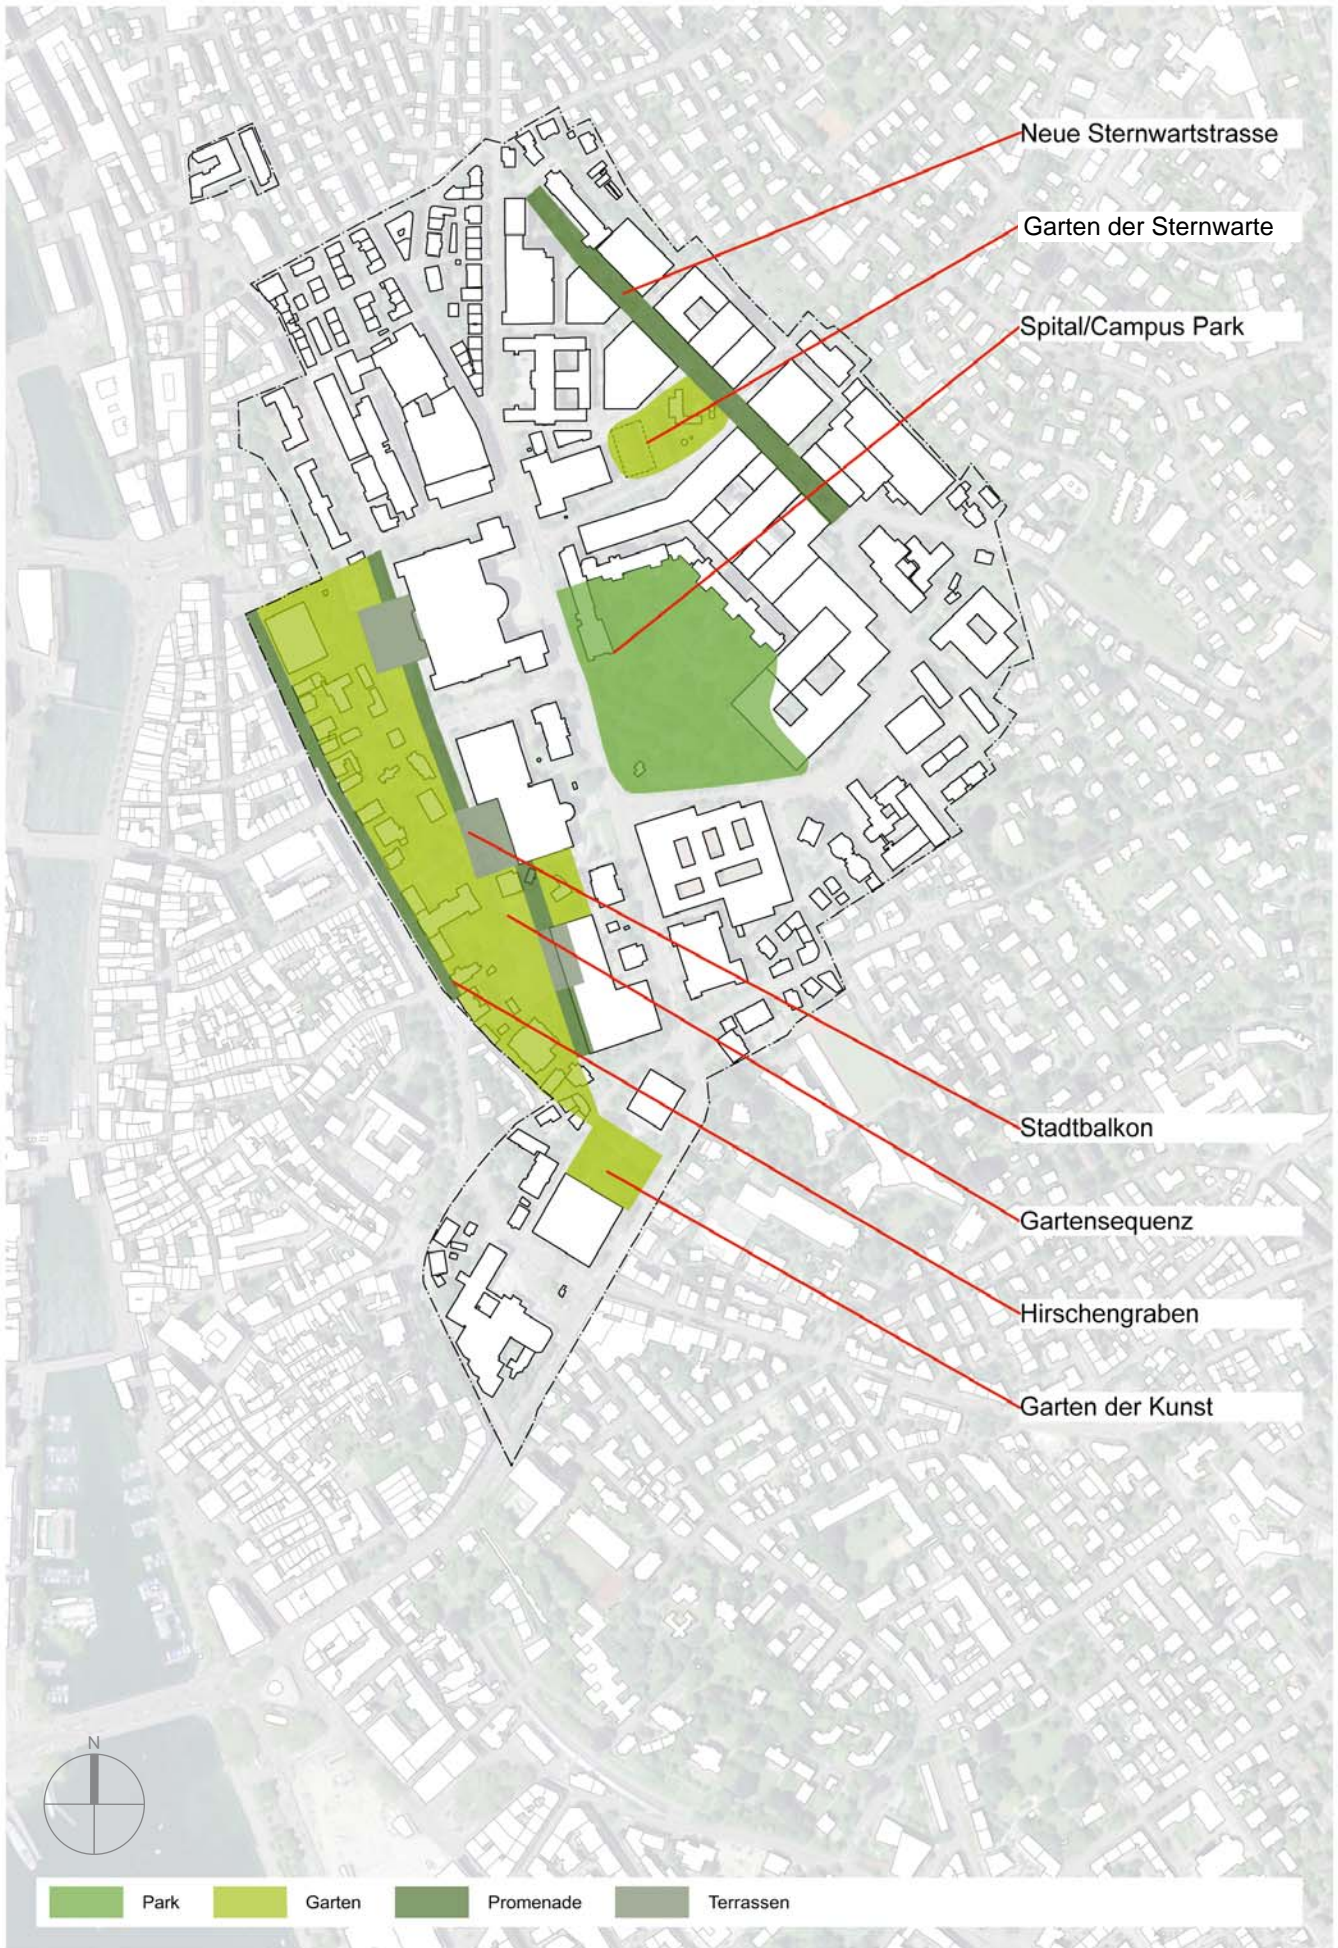 Neue Sternwartstrasse
Garten der Sternwarte
Spital/Campus Park
Stadtbalkon
Gartensequenz
Hirschengraben
Garten der Kunst
N
Park
Garten
Promenade
Terrassen